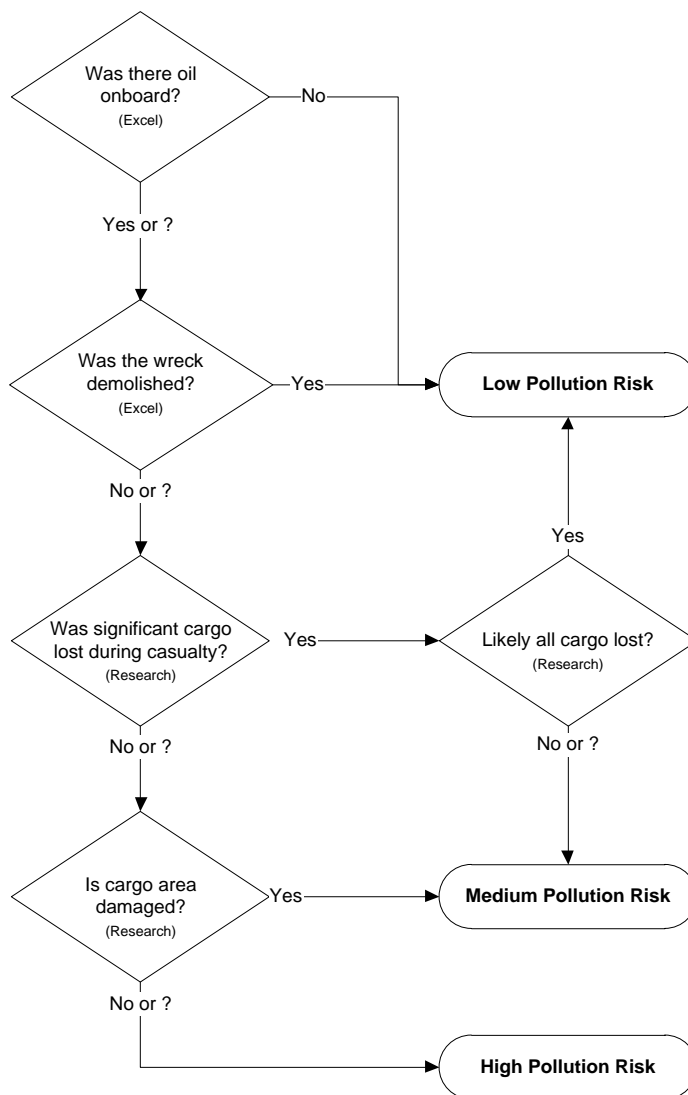 Was there oil
onboard?
(Excel)
No
Yes or ?
Was the wreck
demolished?
(Excel)
Yes
Low Pollution Risk
No or ?
Yes
Was significant cargo
lost during casualty?
(Research)
Yes
Likely all cargo lost?
(Research)
No or ?
No or ?
Is cargo area
damaged?
(Research)
Yes
Medium Pollution Risk
No or ?
High Pollution Risk